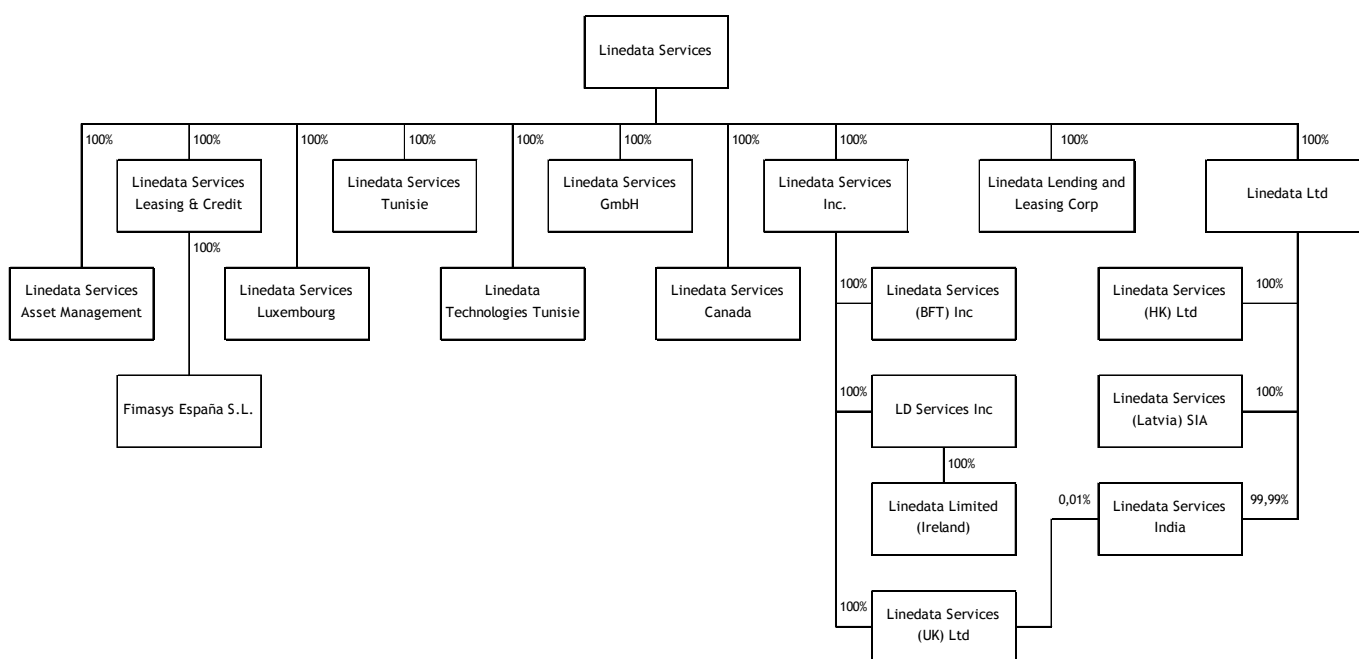 Linedata Services
100%
100%
100%
100%
100%
100%
100%
100%
100%
100%
Linedata Services
Leasing & Credit
Linedata Services
Tunisie
Linedata Services
GmbH
Linedata Services
Inc.
Linedata Lending and
Leasing Corp
Linedata Ltd
100%
Linedata Services
Asset Management
Linedata Services
Luxembourg
Linedata
Technologies Tunisie
Linedata Services
Canada
100%
Linedata Services
(BFT) Inc
Linedata Services
(HK) Ltd
100%
Fimasys España S.L.
100%
LD Services Inc
Linedata Services
(Latvia) SIA
100%
100%
Linedata Limited
(Ireland)
0,01%
Linedata Services
India
99,99%
100%
Linedata Services
(UK) Ltd